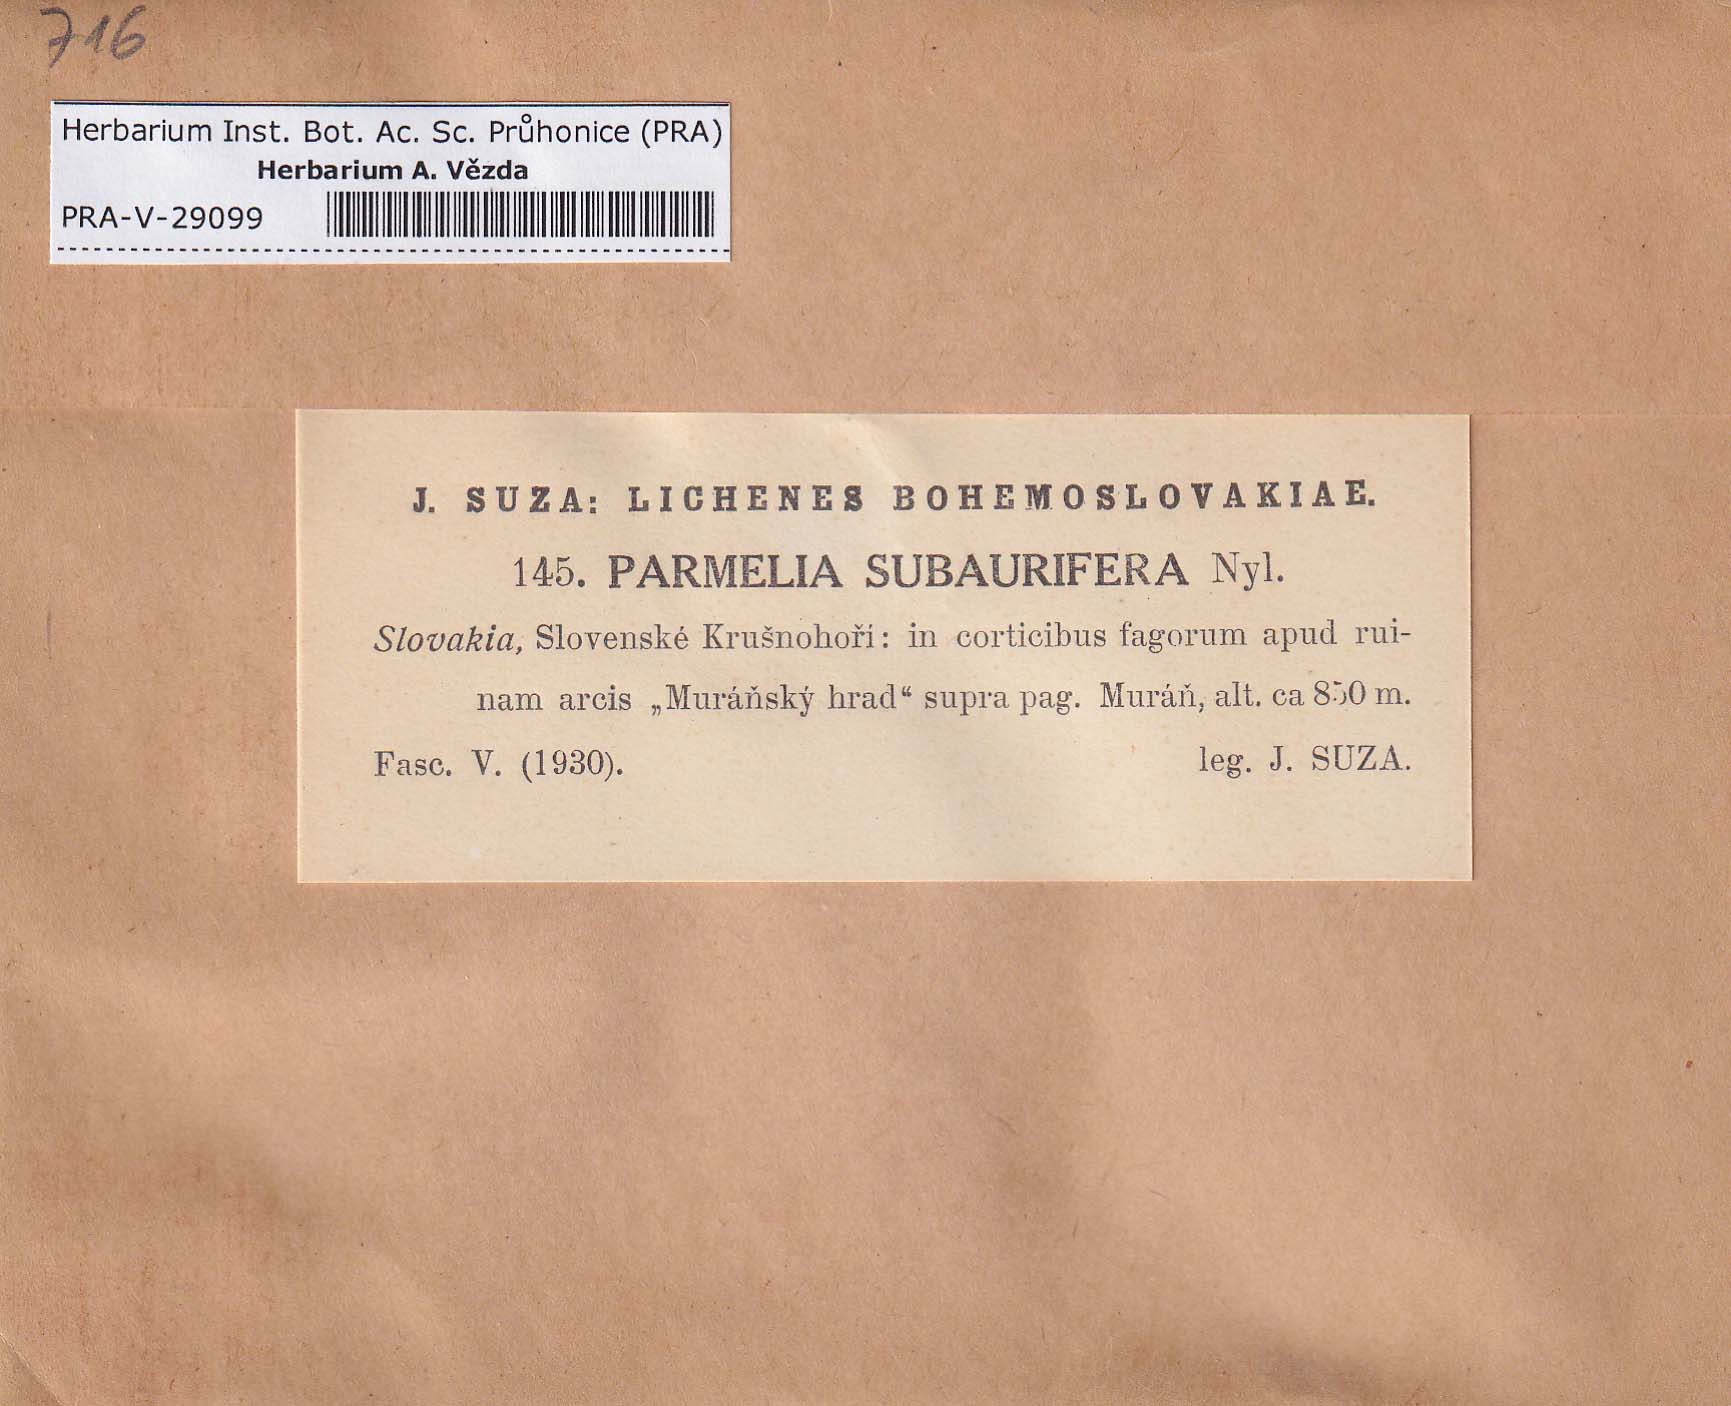 716
Herbarium Inst. Bot. Ac. Sc. Průhonice (PRA)
Herbarium A. Vězda
PRA-V-29099
J. SUZA: LICHENES BOHEMOSLOVAKIAE.
145. PARMELIA SUBAURIFERA Nyl.
Slovakia, Slovenské Krušnohoří: in corticibus fagorum apud rui-
nam arcis „Muráňský hrad“ supra pag. Muráň, alt. ca 850 m.
Fasc. V. (1930). leg. J. SUZA.